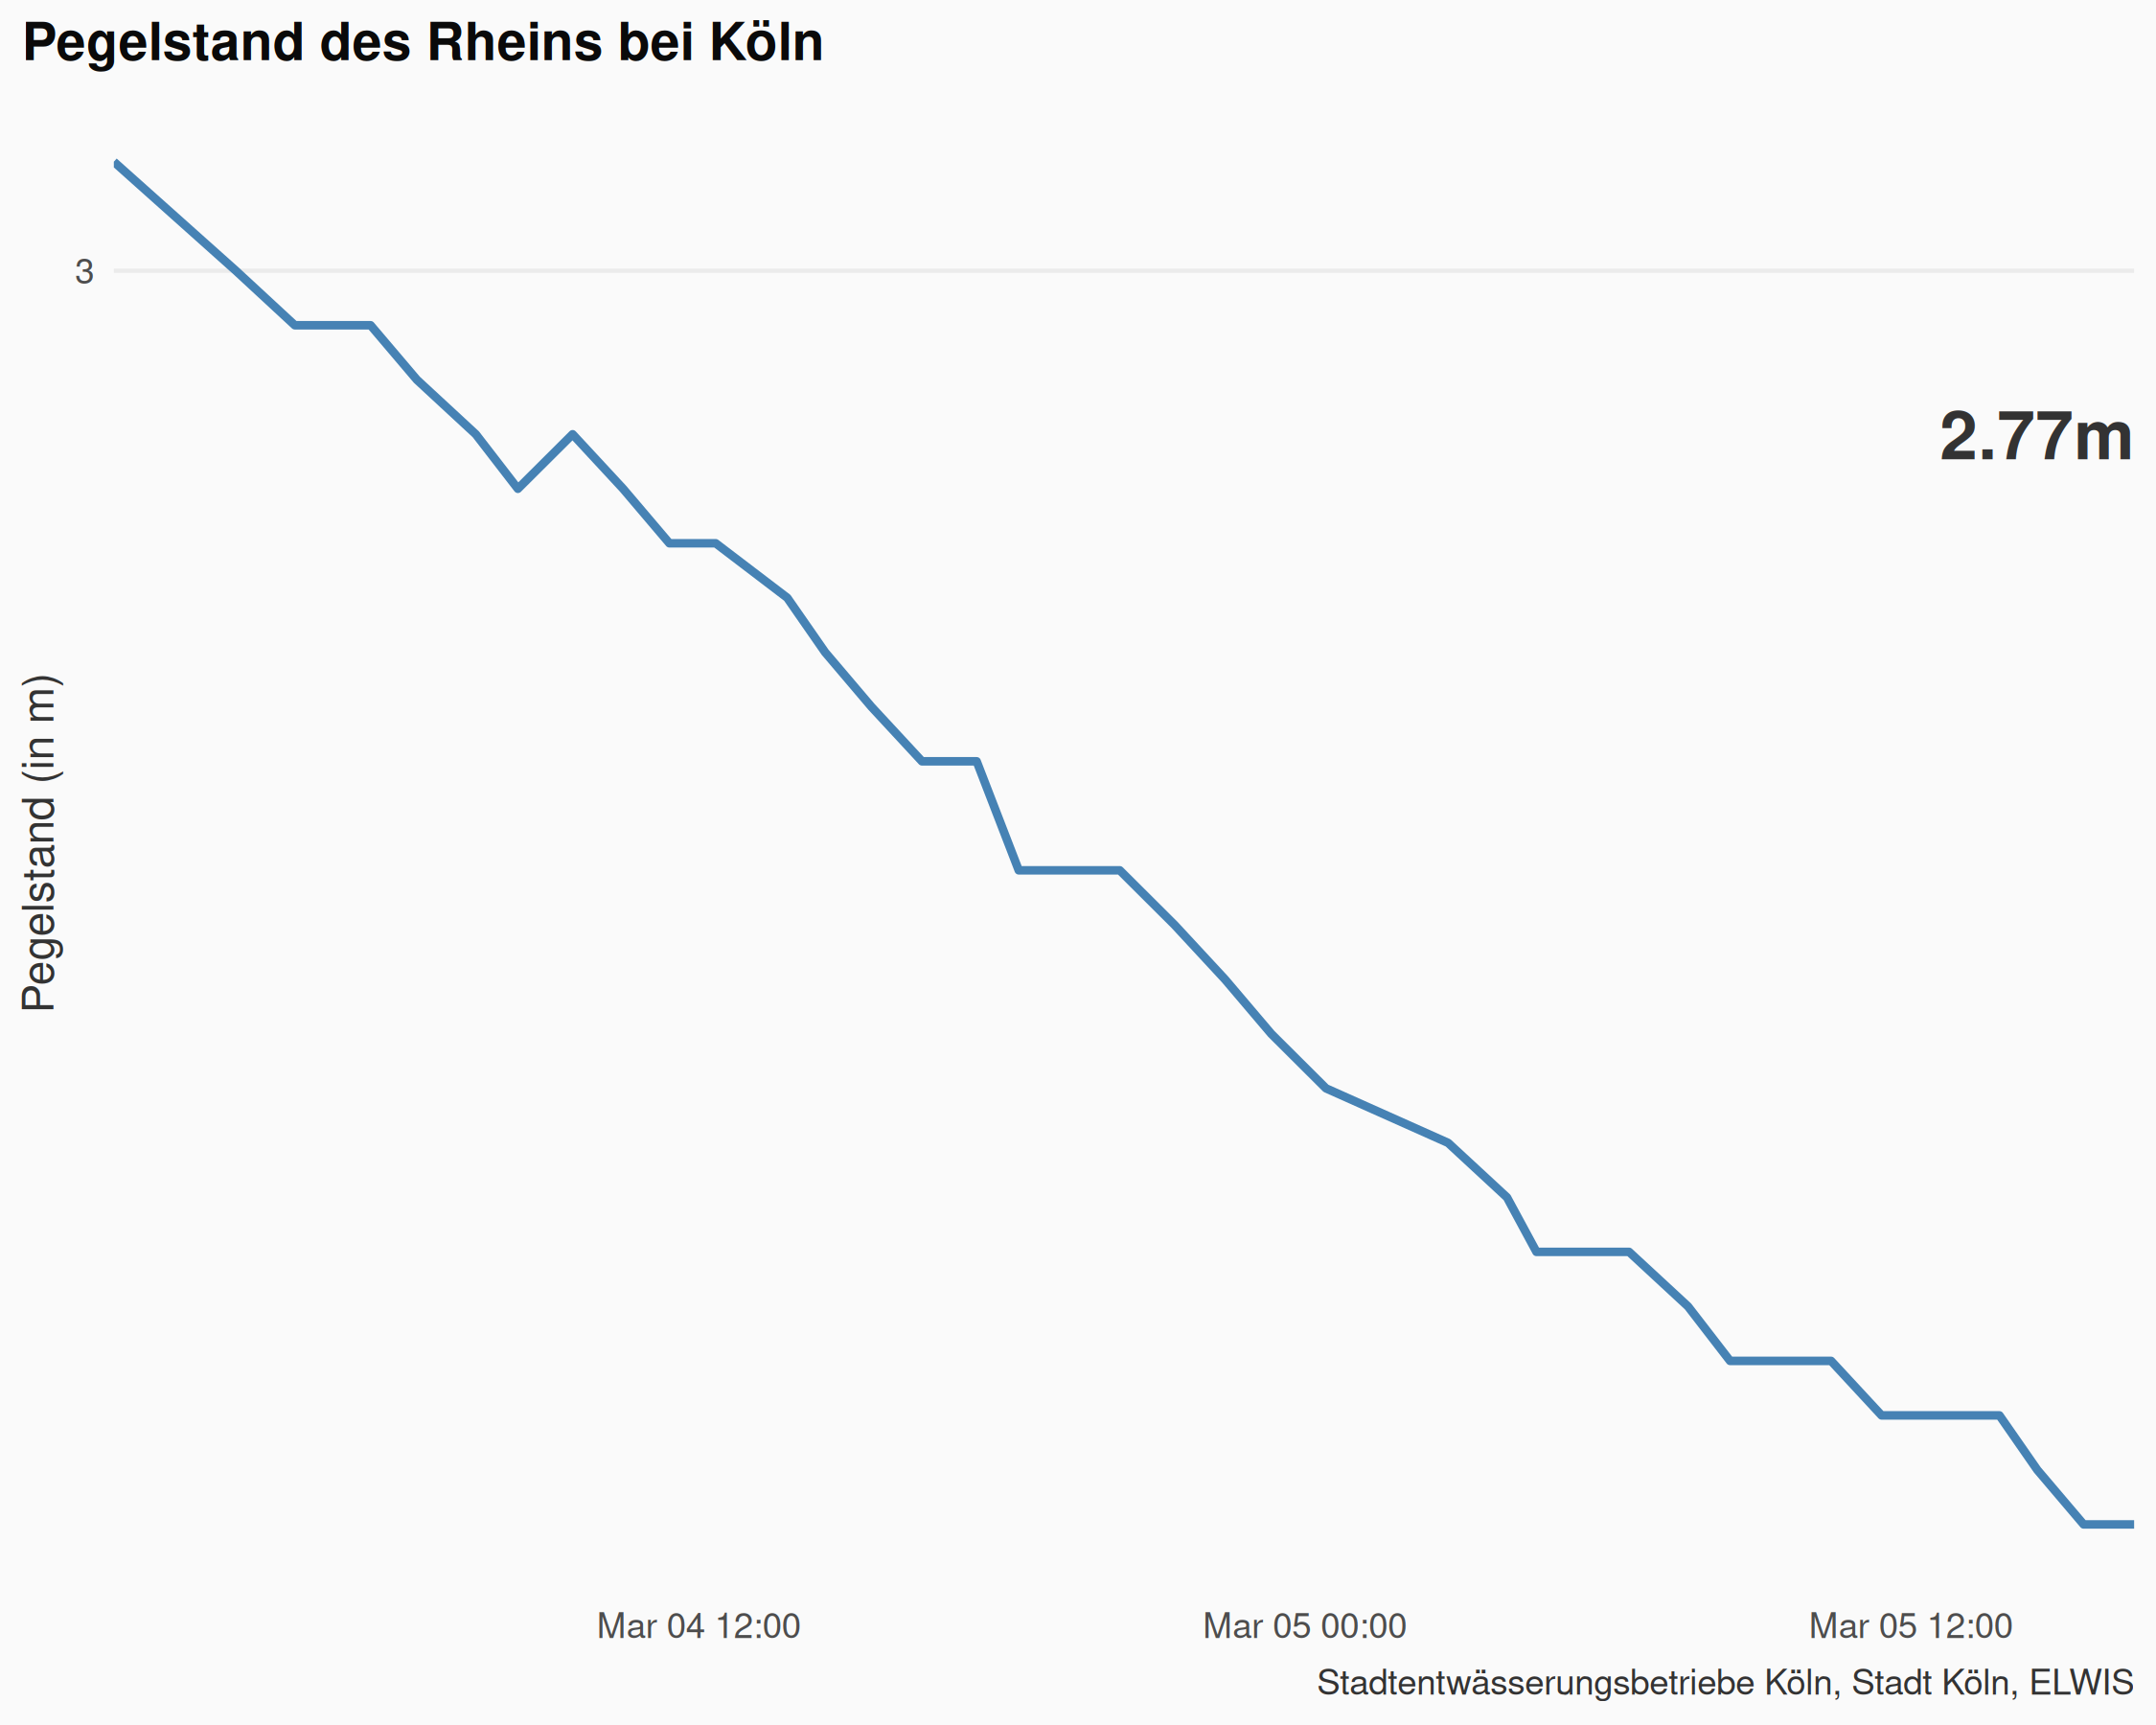 Pegelstand des Rheins bei Köln
3
2.77m
Pegelstand (in m)
Mar 04 12:00
Mar 05 00:00
Mar 05 12:00
Stadtentwässerungsbetriebe Köln, Stadt Köln, ELWIS